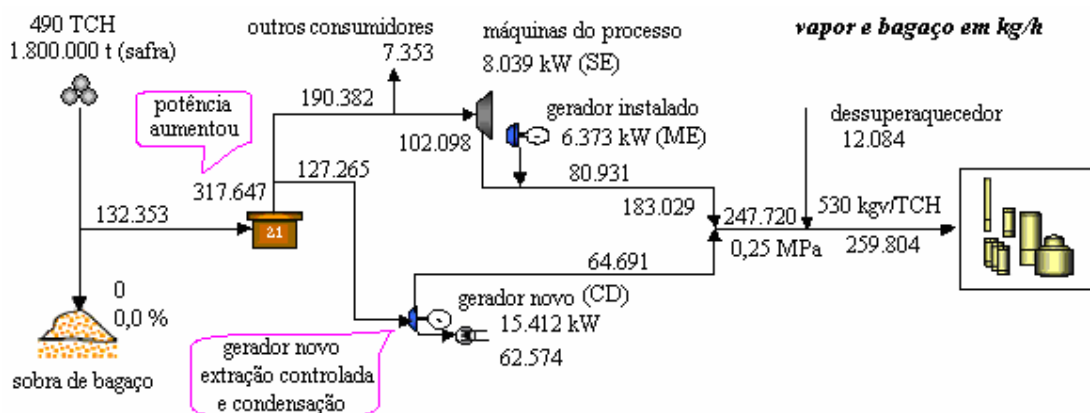 490 TCH
1.800.000 t (safra)
outros consumidores
7.353
máquinas do processo
8.039 kW (SE)
vapor e bagaço em kg/h
potência
aumentou
190.382
102.098
gerador instalado
6.373 kW (ME)
dessuperaquecedor
12.084
127.265
317.647
80.931
183.029
132.353
21
247.720
530 kgv/TCH
0,25 MPa
259.804
64.691
0
0,0 %
gerador novo (CD)
15.412 kW
62.574
gerador novo
extração controlada
e condensação
sobra de bagaço